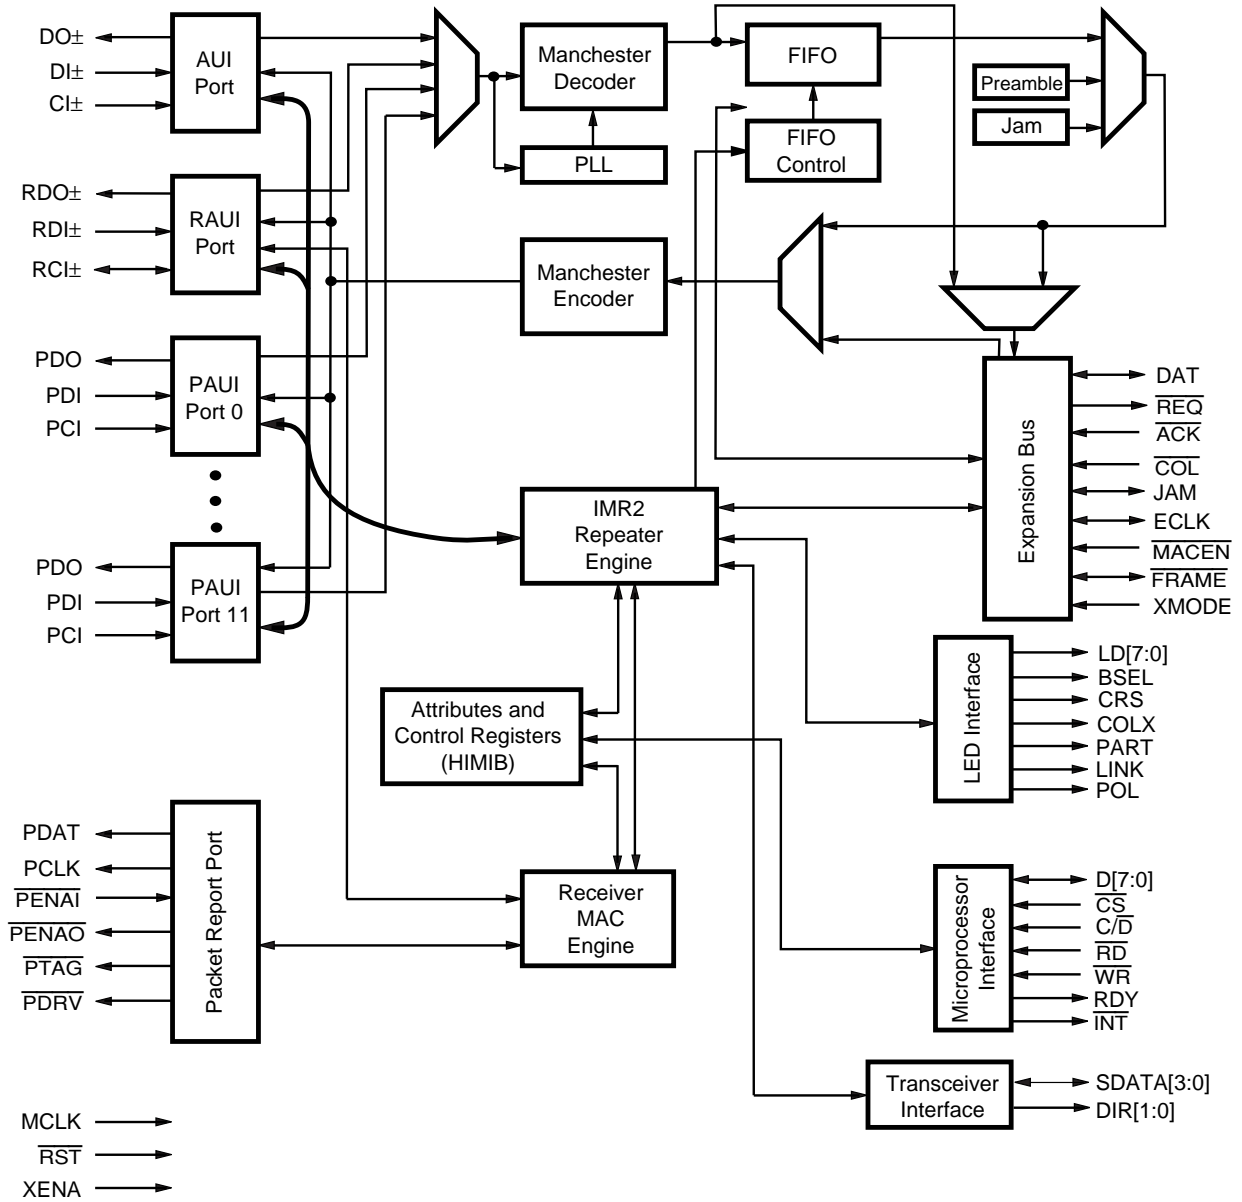 DO±
DI±
CI±
AUI
Port
RDO±
RDI±
RCI±
RAUI
Port
PDO
PDI
PCI
PAUI
Port 0
PDO
PDI
PCI
PAUI
Port 11
PDAT
PCLK
PENAI
PENAO
PTAG
PDRV
Packet Report Port
MCLK
RST
XENA
Manchester
Decoder
PLL
FIFO
FIFO
Control
Preamble
Jam
Manchester
Encoder
IMR2
Repeater
Engine
Attributes and
Control Registers
(HIMIB)
Receiver
MAC
Engine
Expansion Bus
DAT
REQ
ACK
COL
JAM
ECLK
MACEN
FRAME
XMODE
LED Interface
LD[7:0]
BSEL
CRS
COLX
PART
LINK
POL
Microprocessor
Interface
D[7:0]
CS
C/D
RD
WR
RDY
INT
Transceiver
Interface
SDATA[3:0]
DIR[1:0]